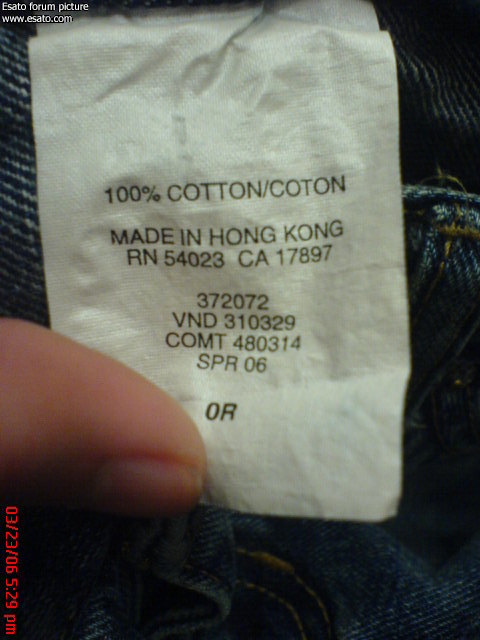 Esato forum picture
www.esato.com
100% COTTON/COTON
MADE IN HONG KONG
RN 54023 CA 17897
372072
VND 310329
COMT 480314
SPR 06
OR
03/23/06 5:29 pm